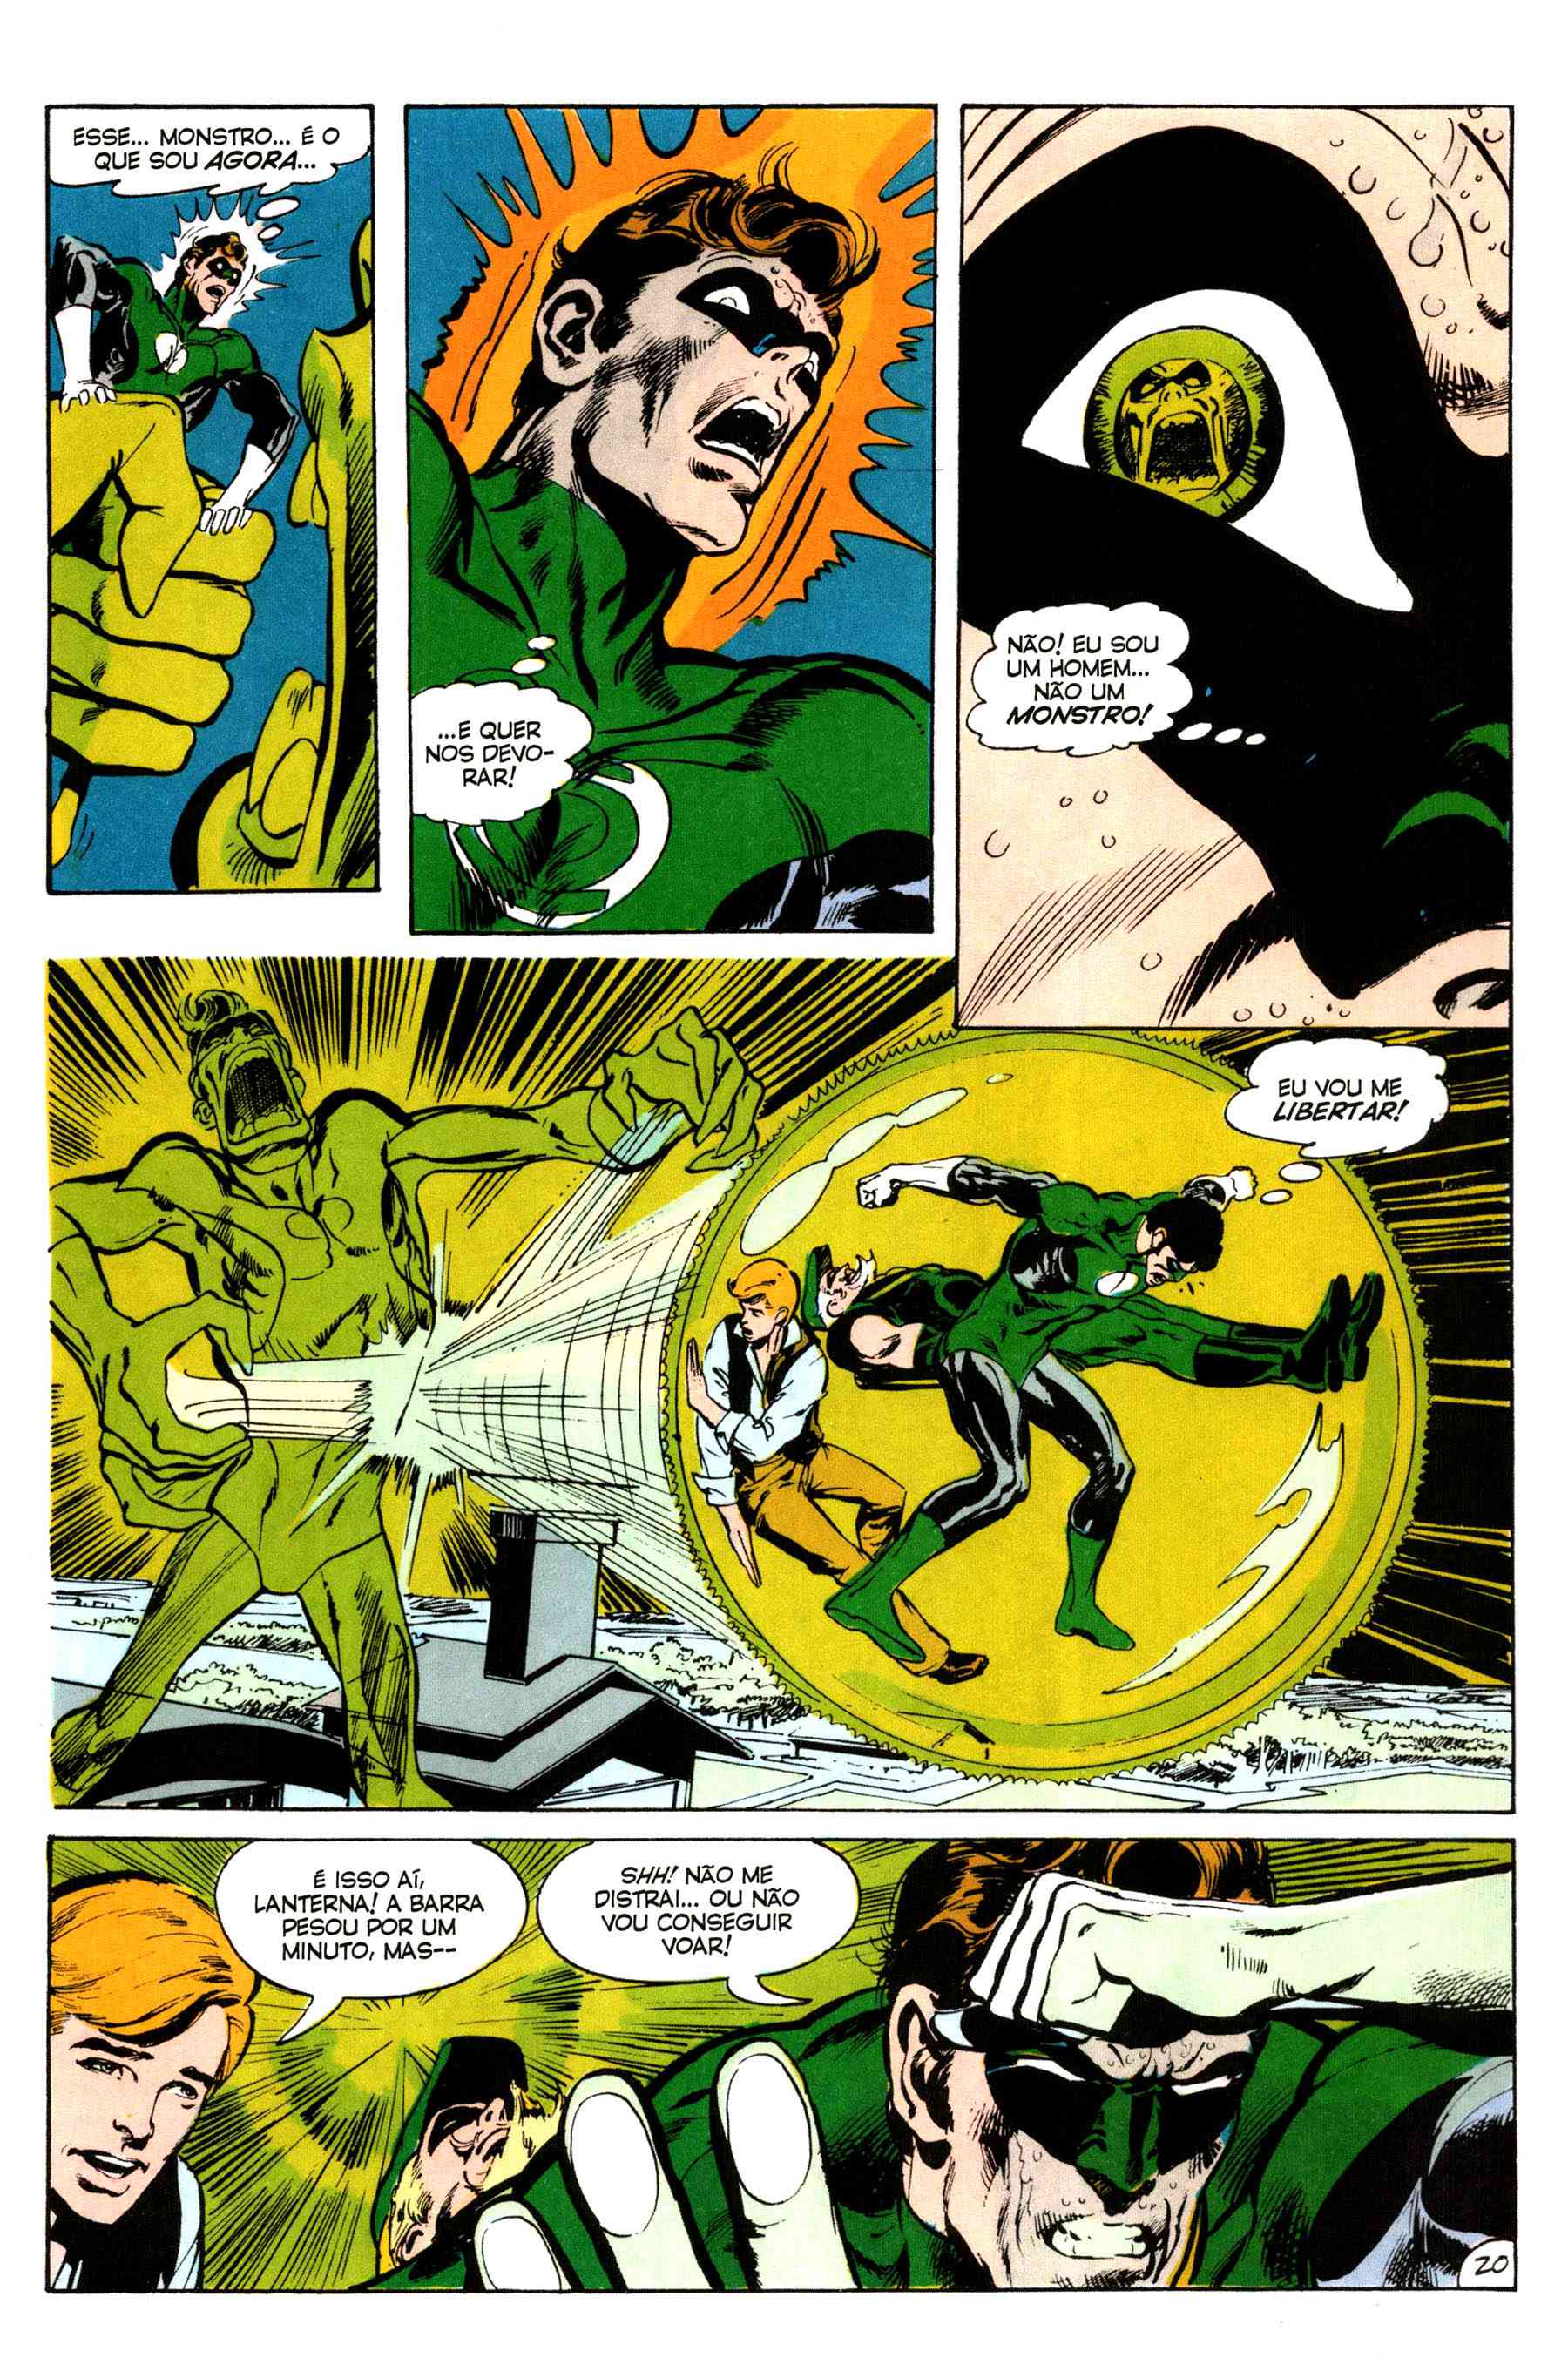 ESSE... MONSTRO... É O
QUE SOU AGORA...
...E QUER
NOS DEVO-
RAR!
NÃO! EU SOU
UM HOMEM...
NÃO UM
MONSTRO!
EU VOU ME
LIBERTAR!
É ISSO AÍ,
LANTERNA! A BARRA
PESOU POR UM
MINUTO, MAS--
SHH! NÃO ME
DISTRAI... OU NÃO
VOU CONSEGUIR
VOAR!
20